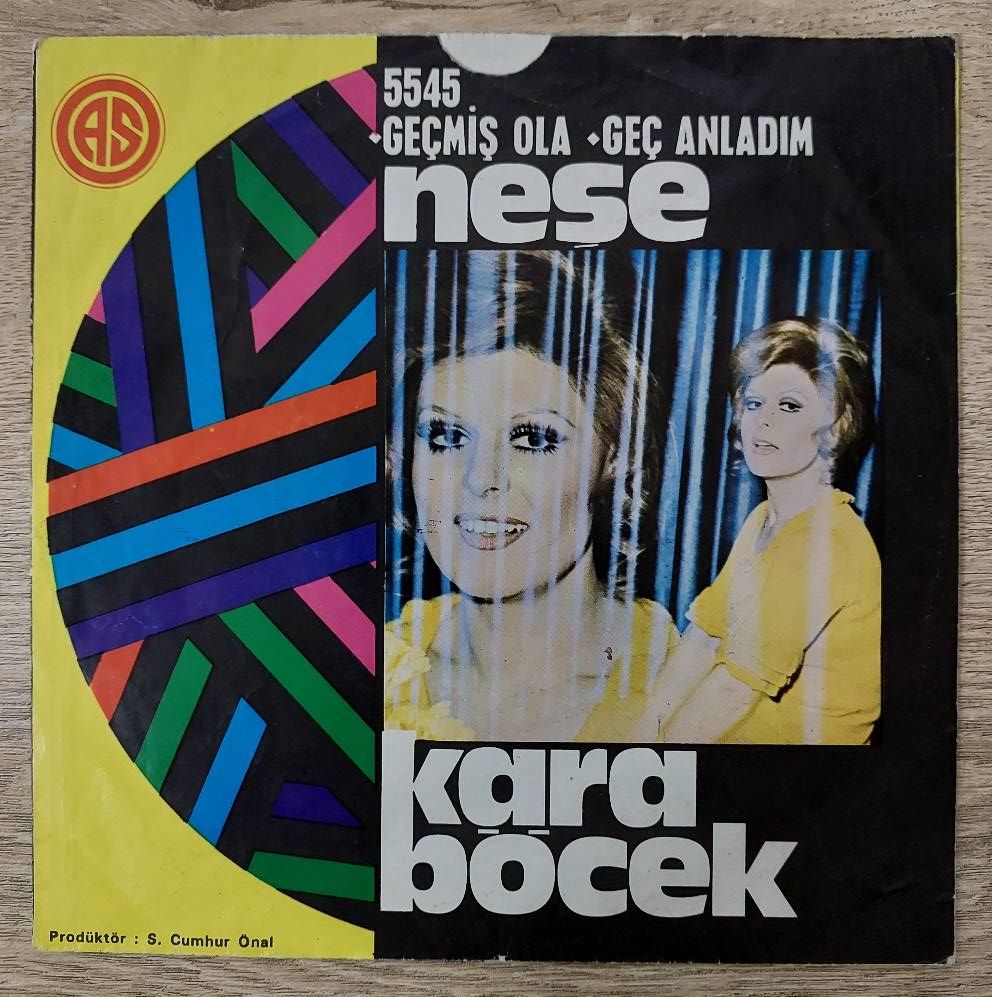 AS
5545
•GEÇMİŞ OLA •GEÇ ANLADIM
neşe
kara
böcek
Prodüktör : S. Cumhur Önal